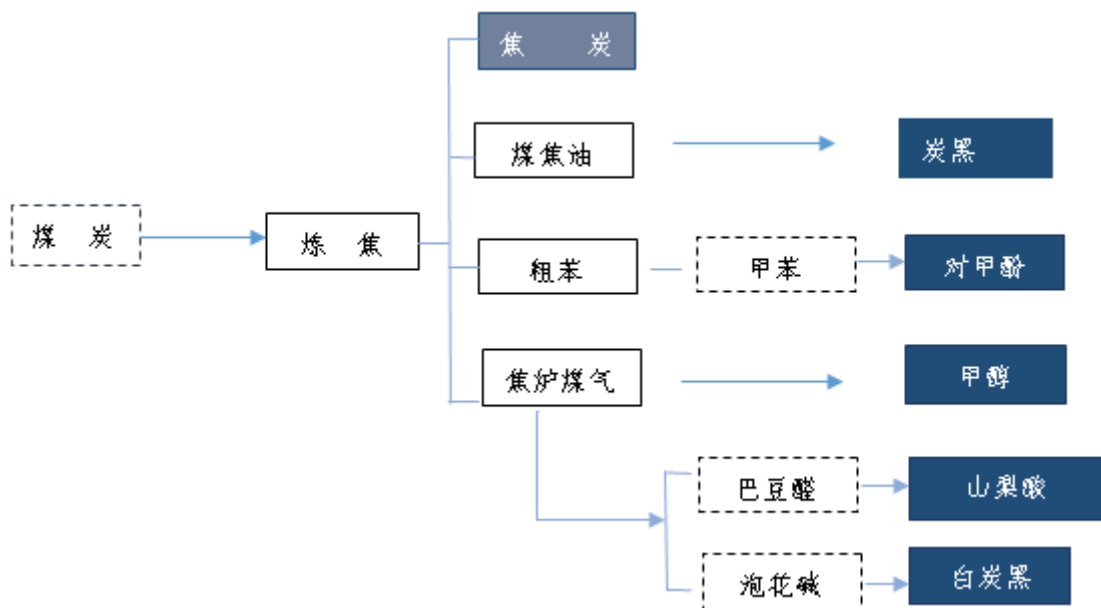 焦 炭
煤焦油
炭黑
煤 炭
炼 焦
粗苯
甲苯
对甲酚
焦炉煤气
甲醇
巴豆醛
山梨酸
泡花碱
白炭黑